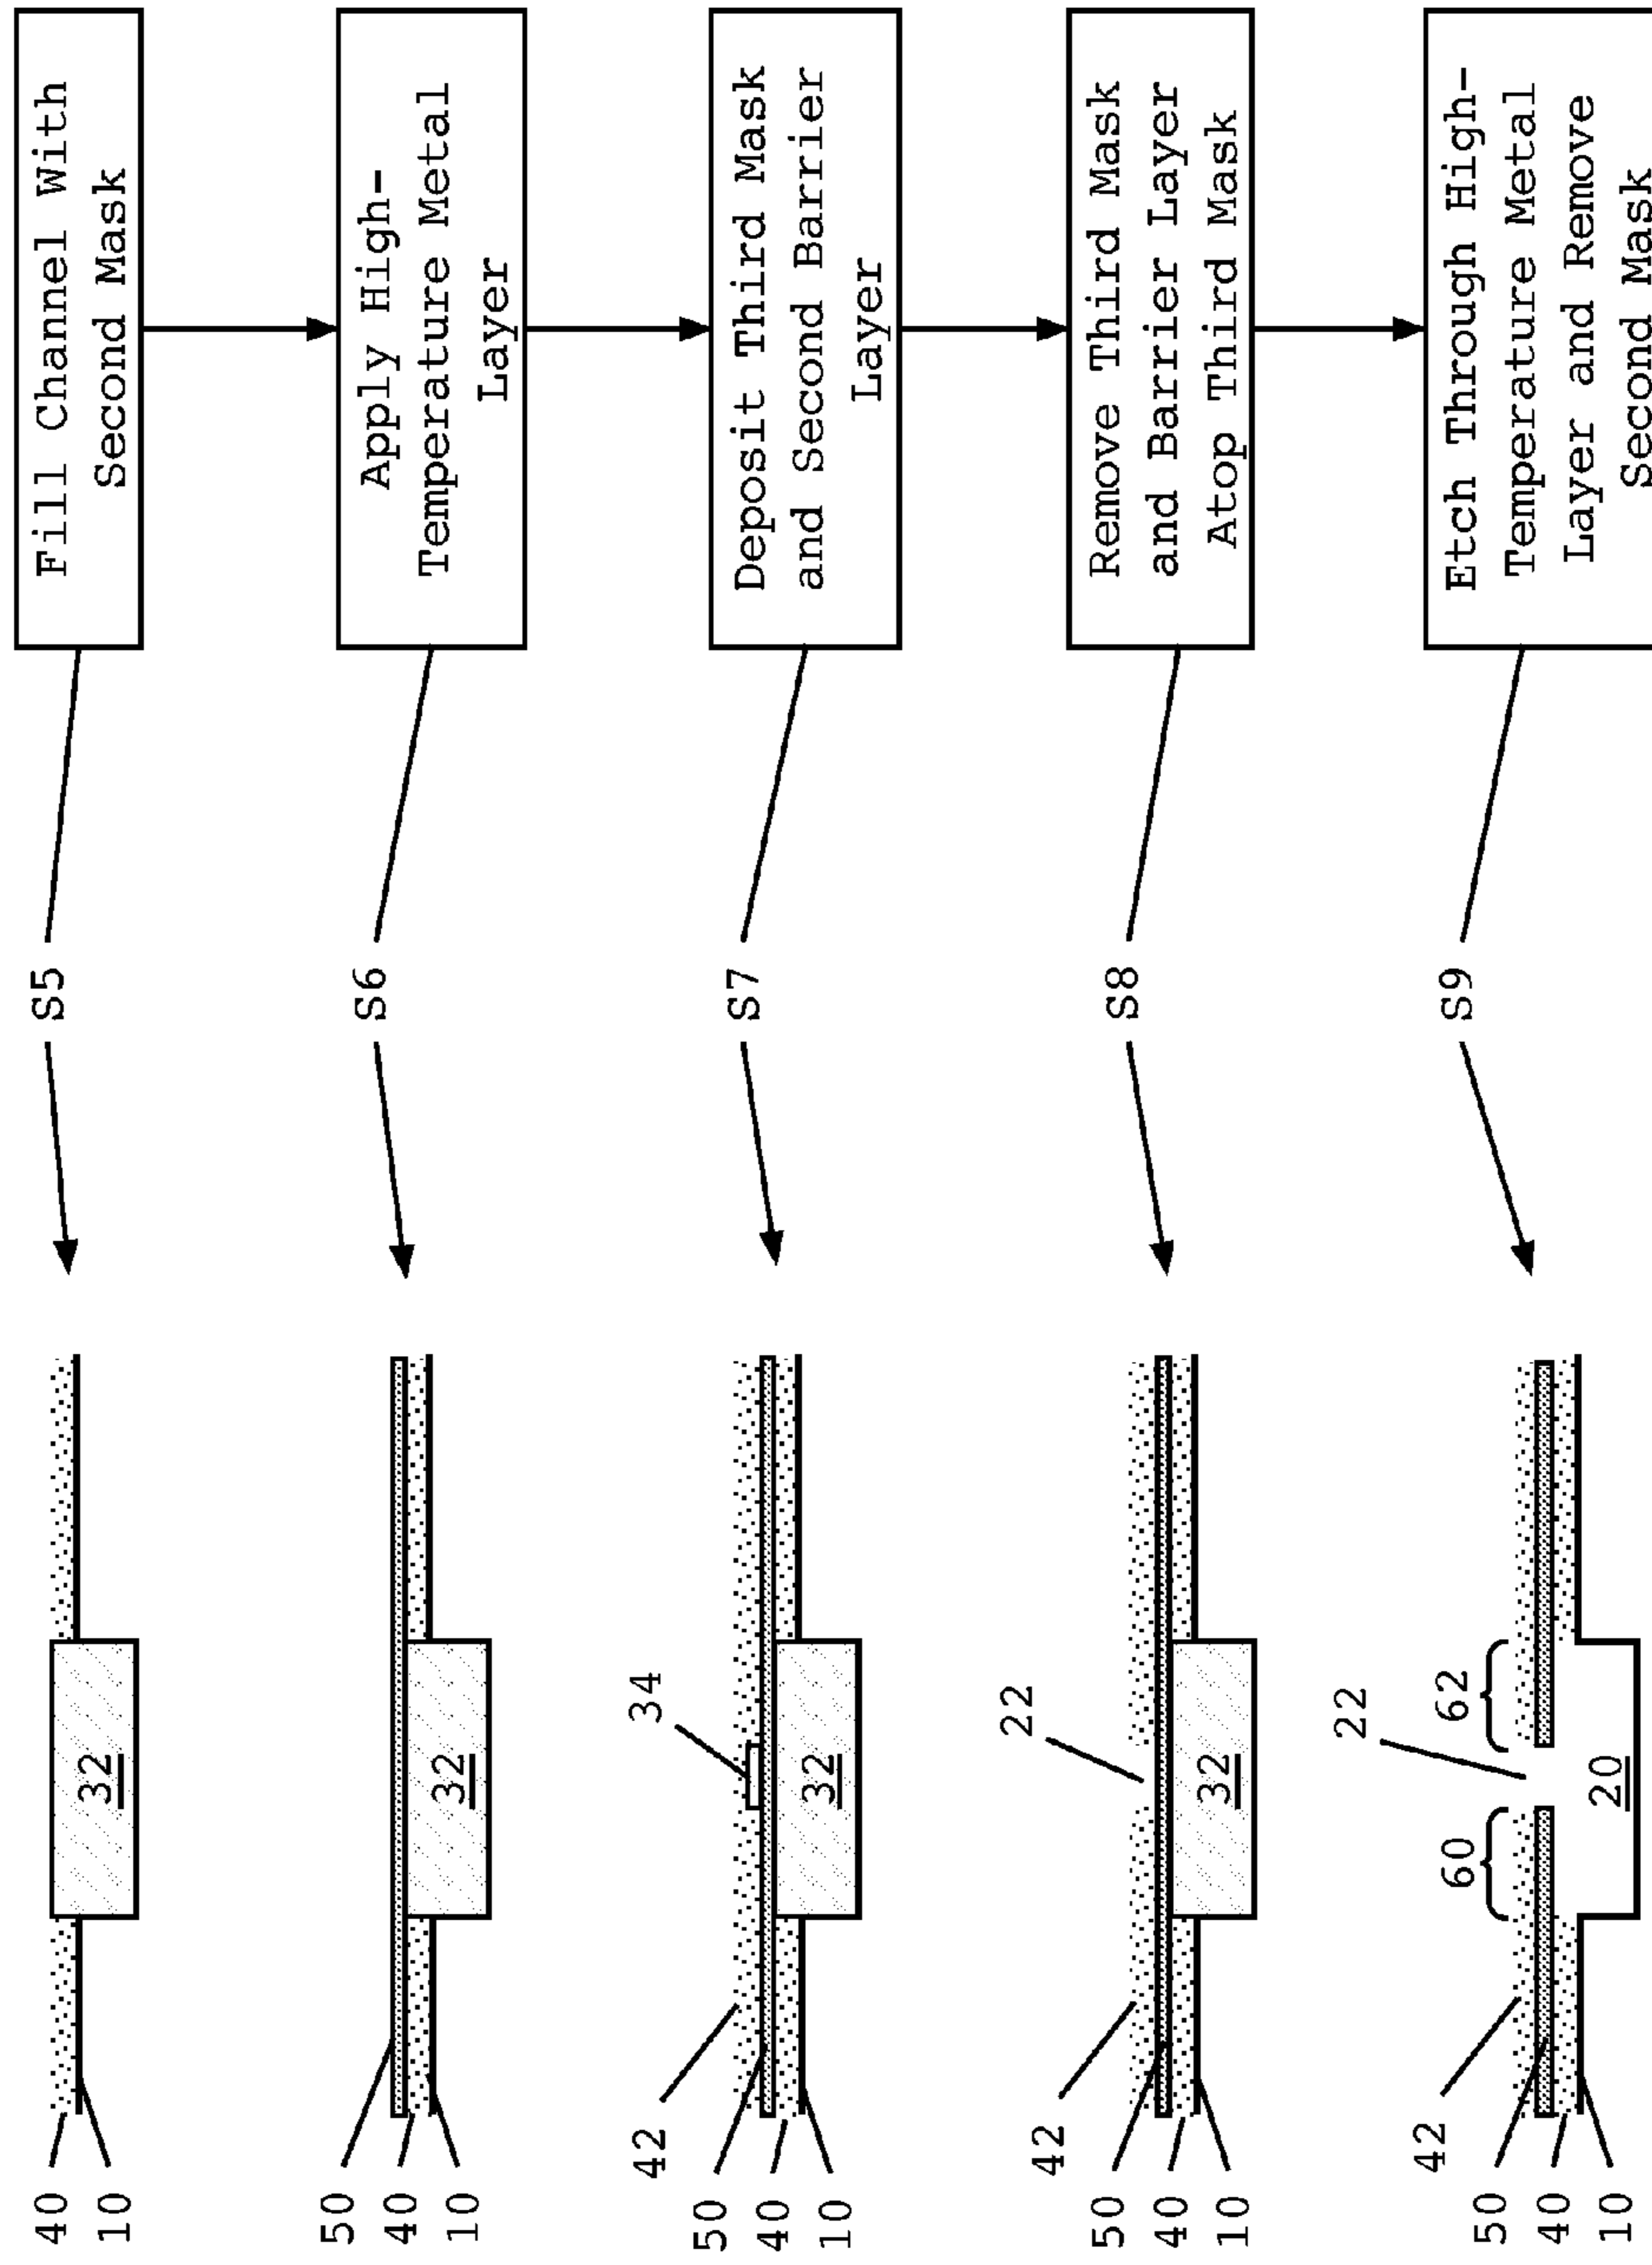 40
10
32
S5
Fill Channel With
Second Mask
50
40
10
32
S6
Apply High-
Temperature Metal
Layer
42
50
40
10
34
32
S7
Deposit Third Mask
and Second Barrier
Layer
42
50
40
10
22
32
S8
Remove Third Mask
and Barrier Layer
Atop Third Mask
42
50
40
10
60
22
62
20
S9
Etch Through High-
Temperature Metal
Layer and Remove
Second Mask